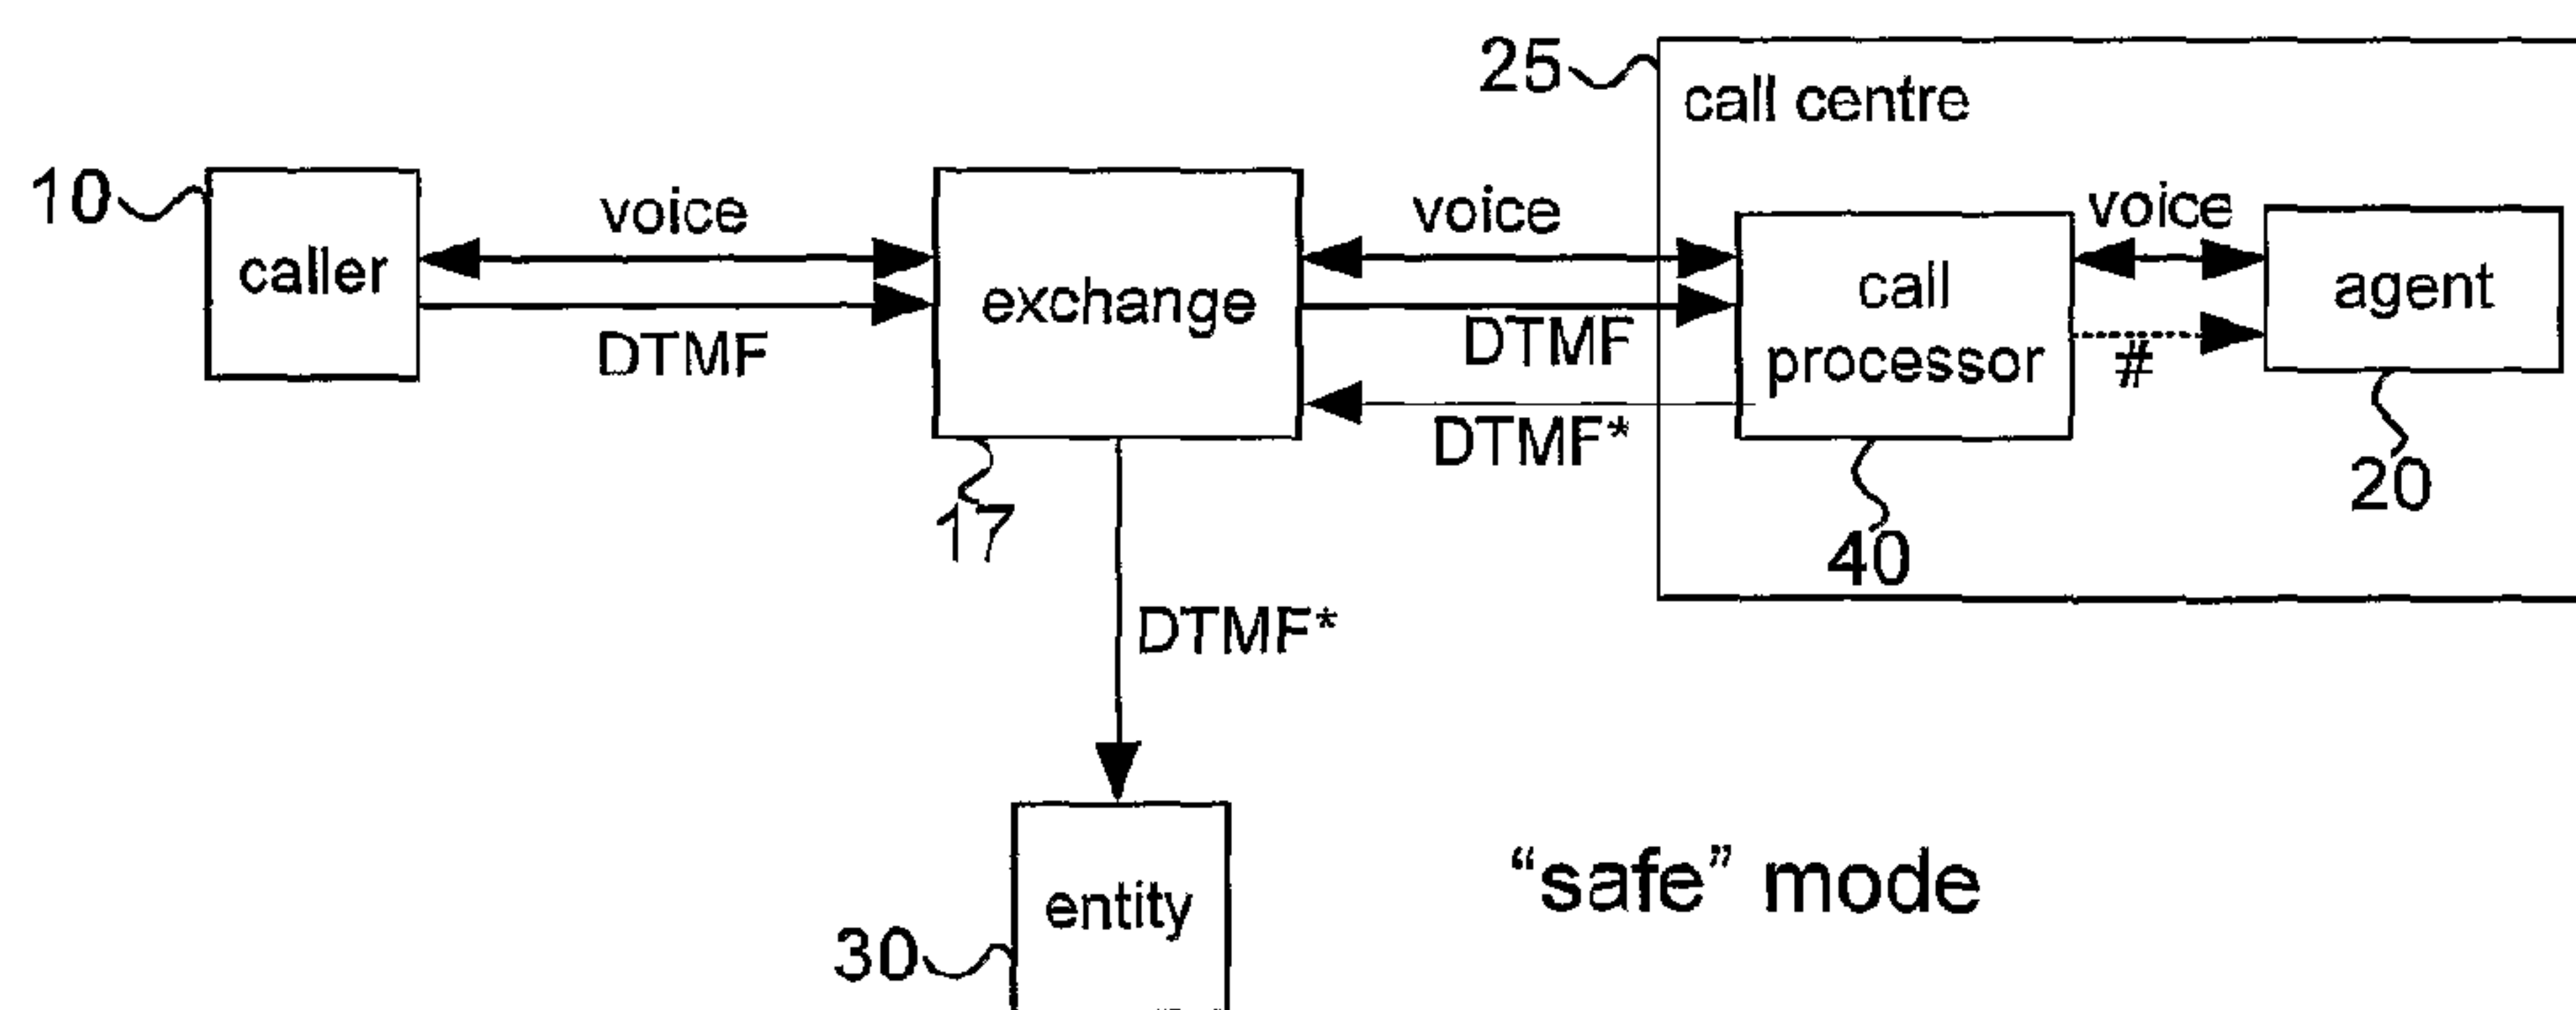 25
call centre
10
caller
voice
DTMF
exchange
17
voice
DTMF
DTMF*
call
processor
40
voice
#
agent
20
DTMF*
entity
30
"safe" mode